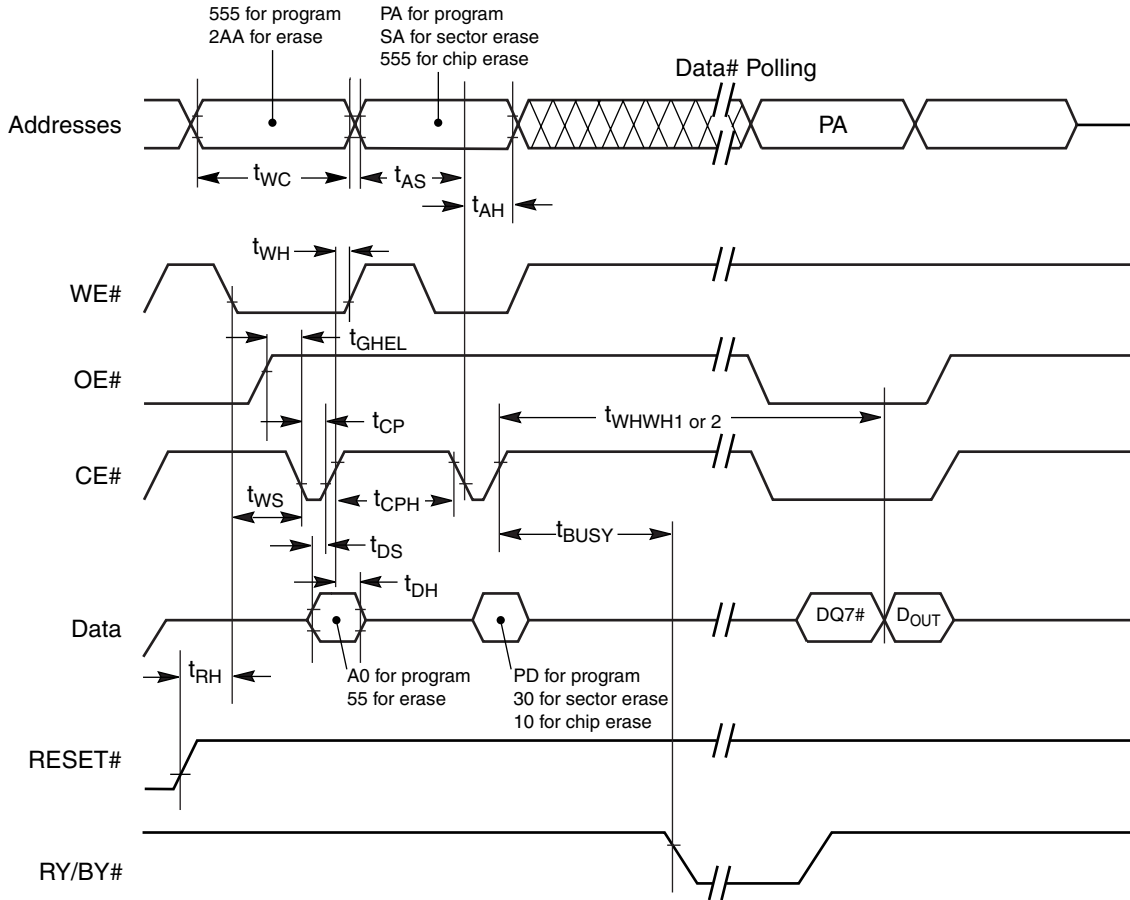 555 for program
2AA for erase
PA for program
SA for sector erase
555 for chip erase
Data# Polling
Addresses
PA
tWC
tAS
tAH
tWH
WE#
tGHEL
OE#
tWHWH1 or 2
tCP
CE#
tWS
tCPH
tBUSY
tDS
tDH
Data
DQ7#
DOUT
tRH
A0 for program
55 for erase
PD for program
30 for sector erase
10 for chip erase
RESET#
RY/BY#